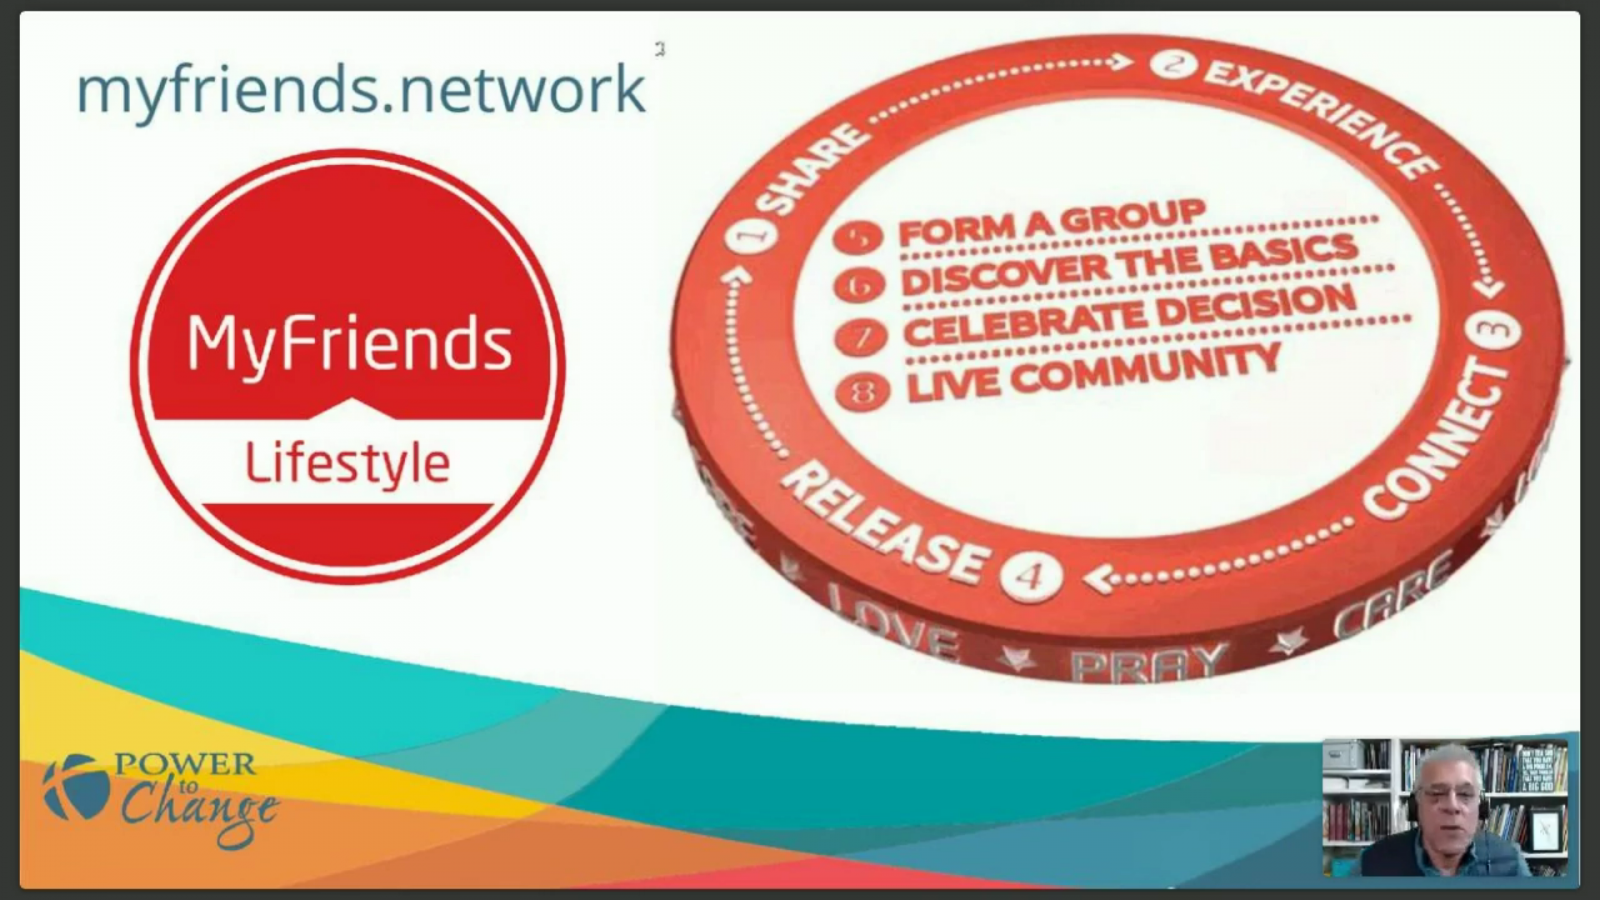 myfriends.network
MyFriends
Lifestyle
1 SHARE
2 EXPERIENCE
3 CONNECT
4 RELEASE
5 FORM A GROUP
6 DISCOVER THE BASICS
7 CELEBRATE DECISION
8 LIVE COMMUNITY
LOVE
PRAY
CARE
POWER
to
Change